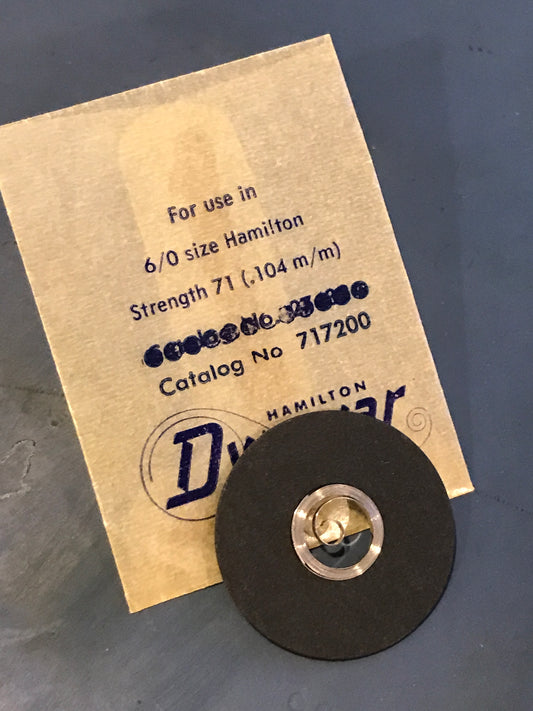 For use in
6/0 size Hamilton
Strength 71 (.104 m/m)
Catalog No 717200
HAMILTON